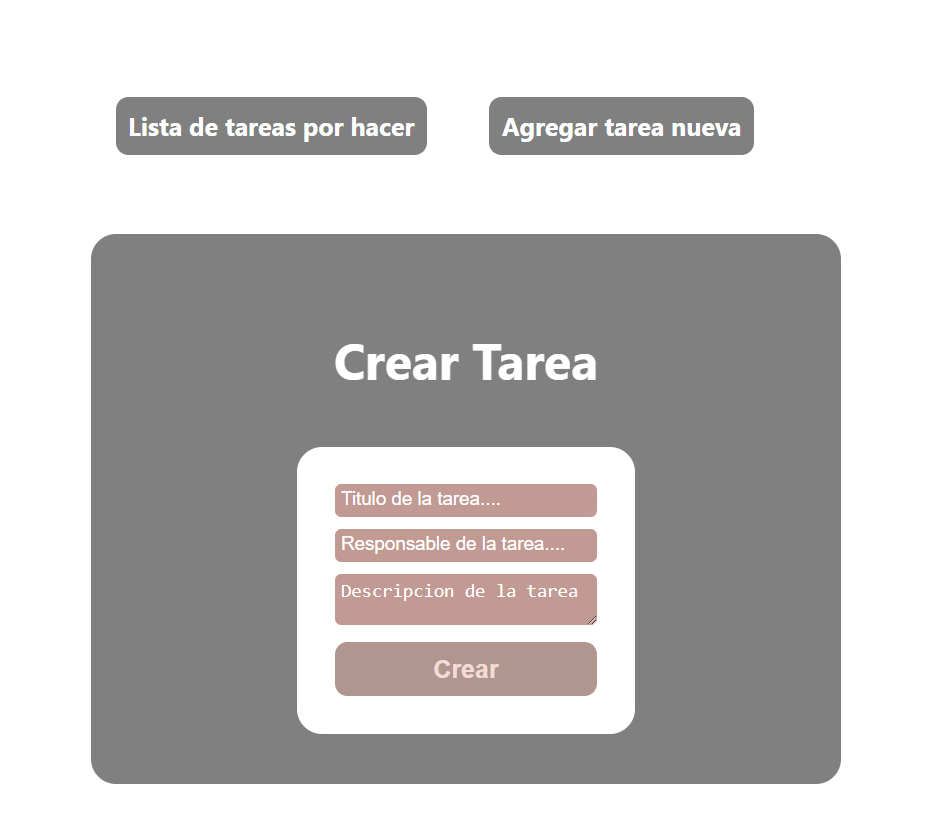 Lista de tareas por hacer
Agregar tarea nueva
Crear Tarea
Titulo de la tarea....
Responsable de la tarea....
Descripcion de la tarea
Crear